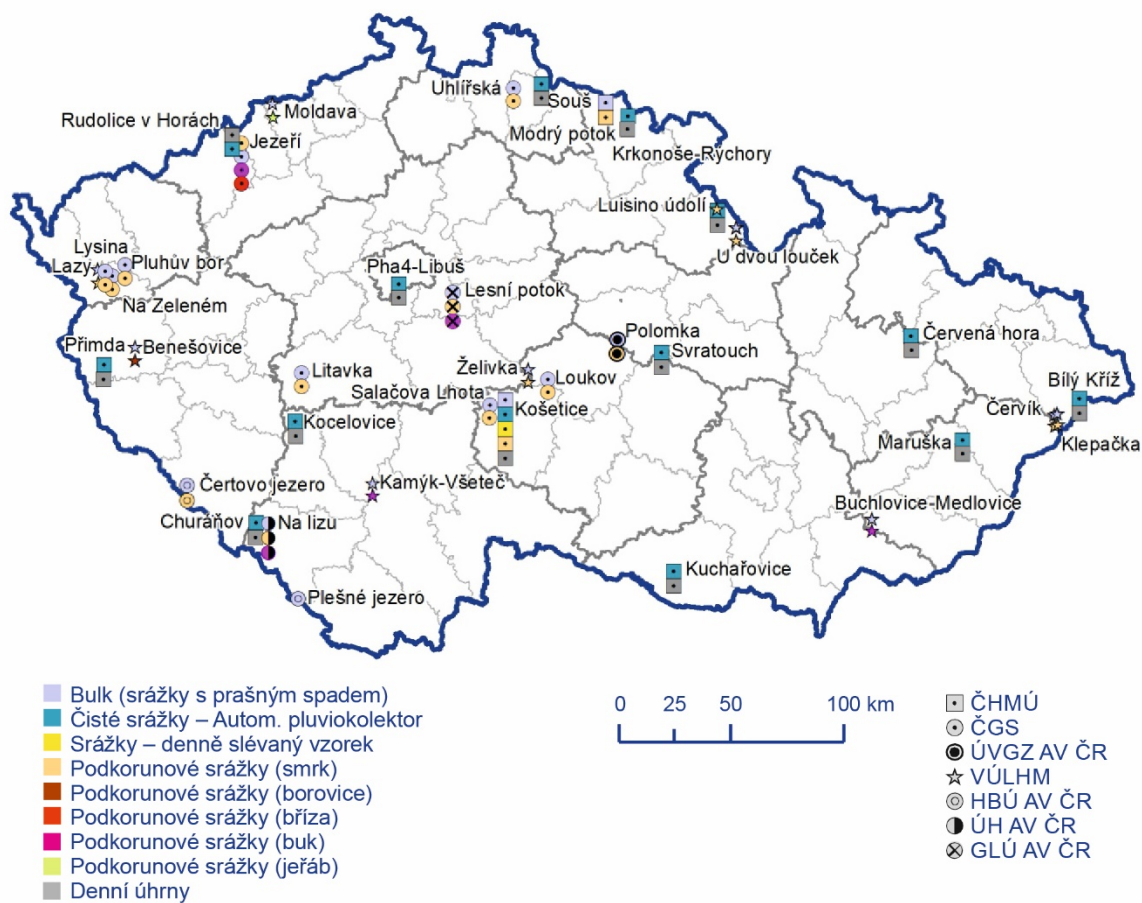 Uhlířská
Souš
Moldava
Rudolice v Horách
Jezeří
Modrý potok
Krkonoše-Rýchory
Luisino údolí
U dvou louček
Lysina
Lazy
Pluhův bor
Na Zeleném
Pha4-Libuš
Lesní potok
Přimda
Benešovice
Polomka
Svratouch
Červená hora
Litavka
Želivka
Loukov
Salačova Lhota
Košetice
Bílý Kříž
Červík
Klepačka
Kocelovice
Maruška
Čertovo jezero
Kamýk-Všeteč
Buchlovice-Medlovice
Churáňov
Na lizu
Kuchařovice
Plešné jezero
Bulk (srážky s prašným spadem)
Čisté srážky – Autom. pluviokolektor
Srážky – denně slévaný vzorek
Podkorunové srážky (smrk)
Podkorunové srážky (borovice)
Podkorunové srážky (bříza)
Podkorunové srážky (buk)
Podkorunové srážky (jeřáb)
Denní úhrny
0 25 50 100 km
ČHMÚ
ČGS
ÚVGZ AV ČR
VÚLHM
HBÚ AV ČR
ÚH AV ČR
GLÚ AV ČR